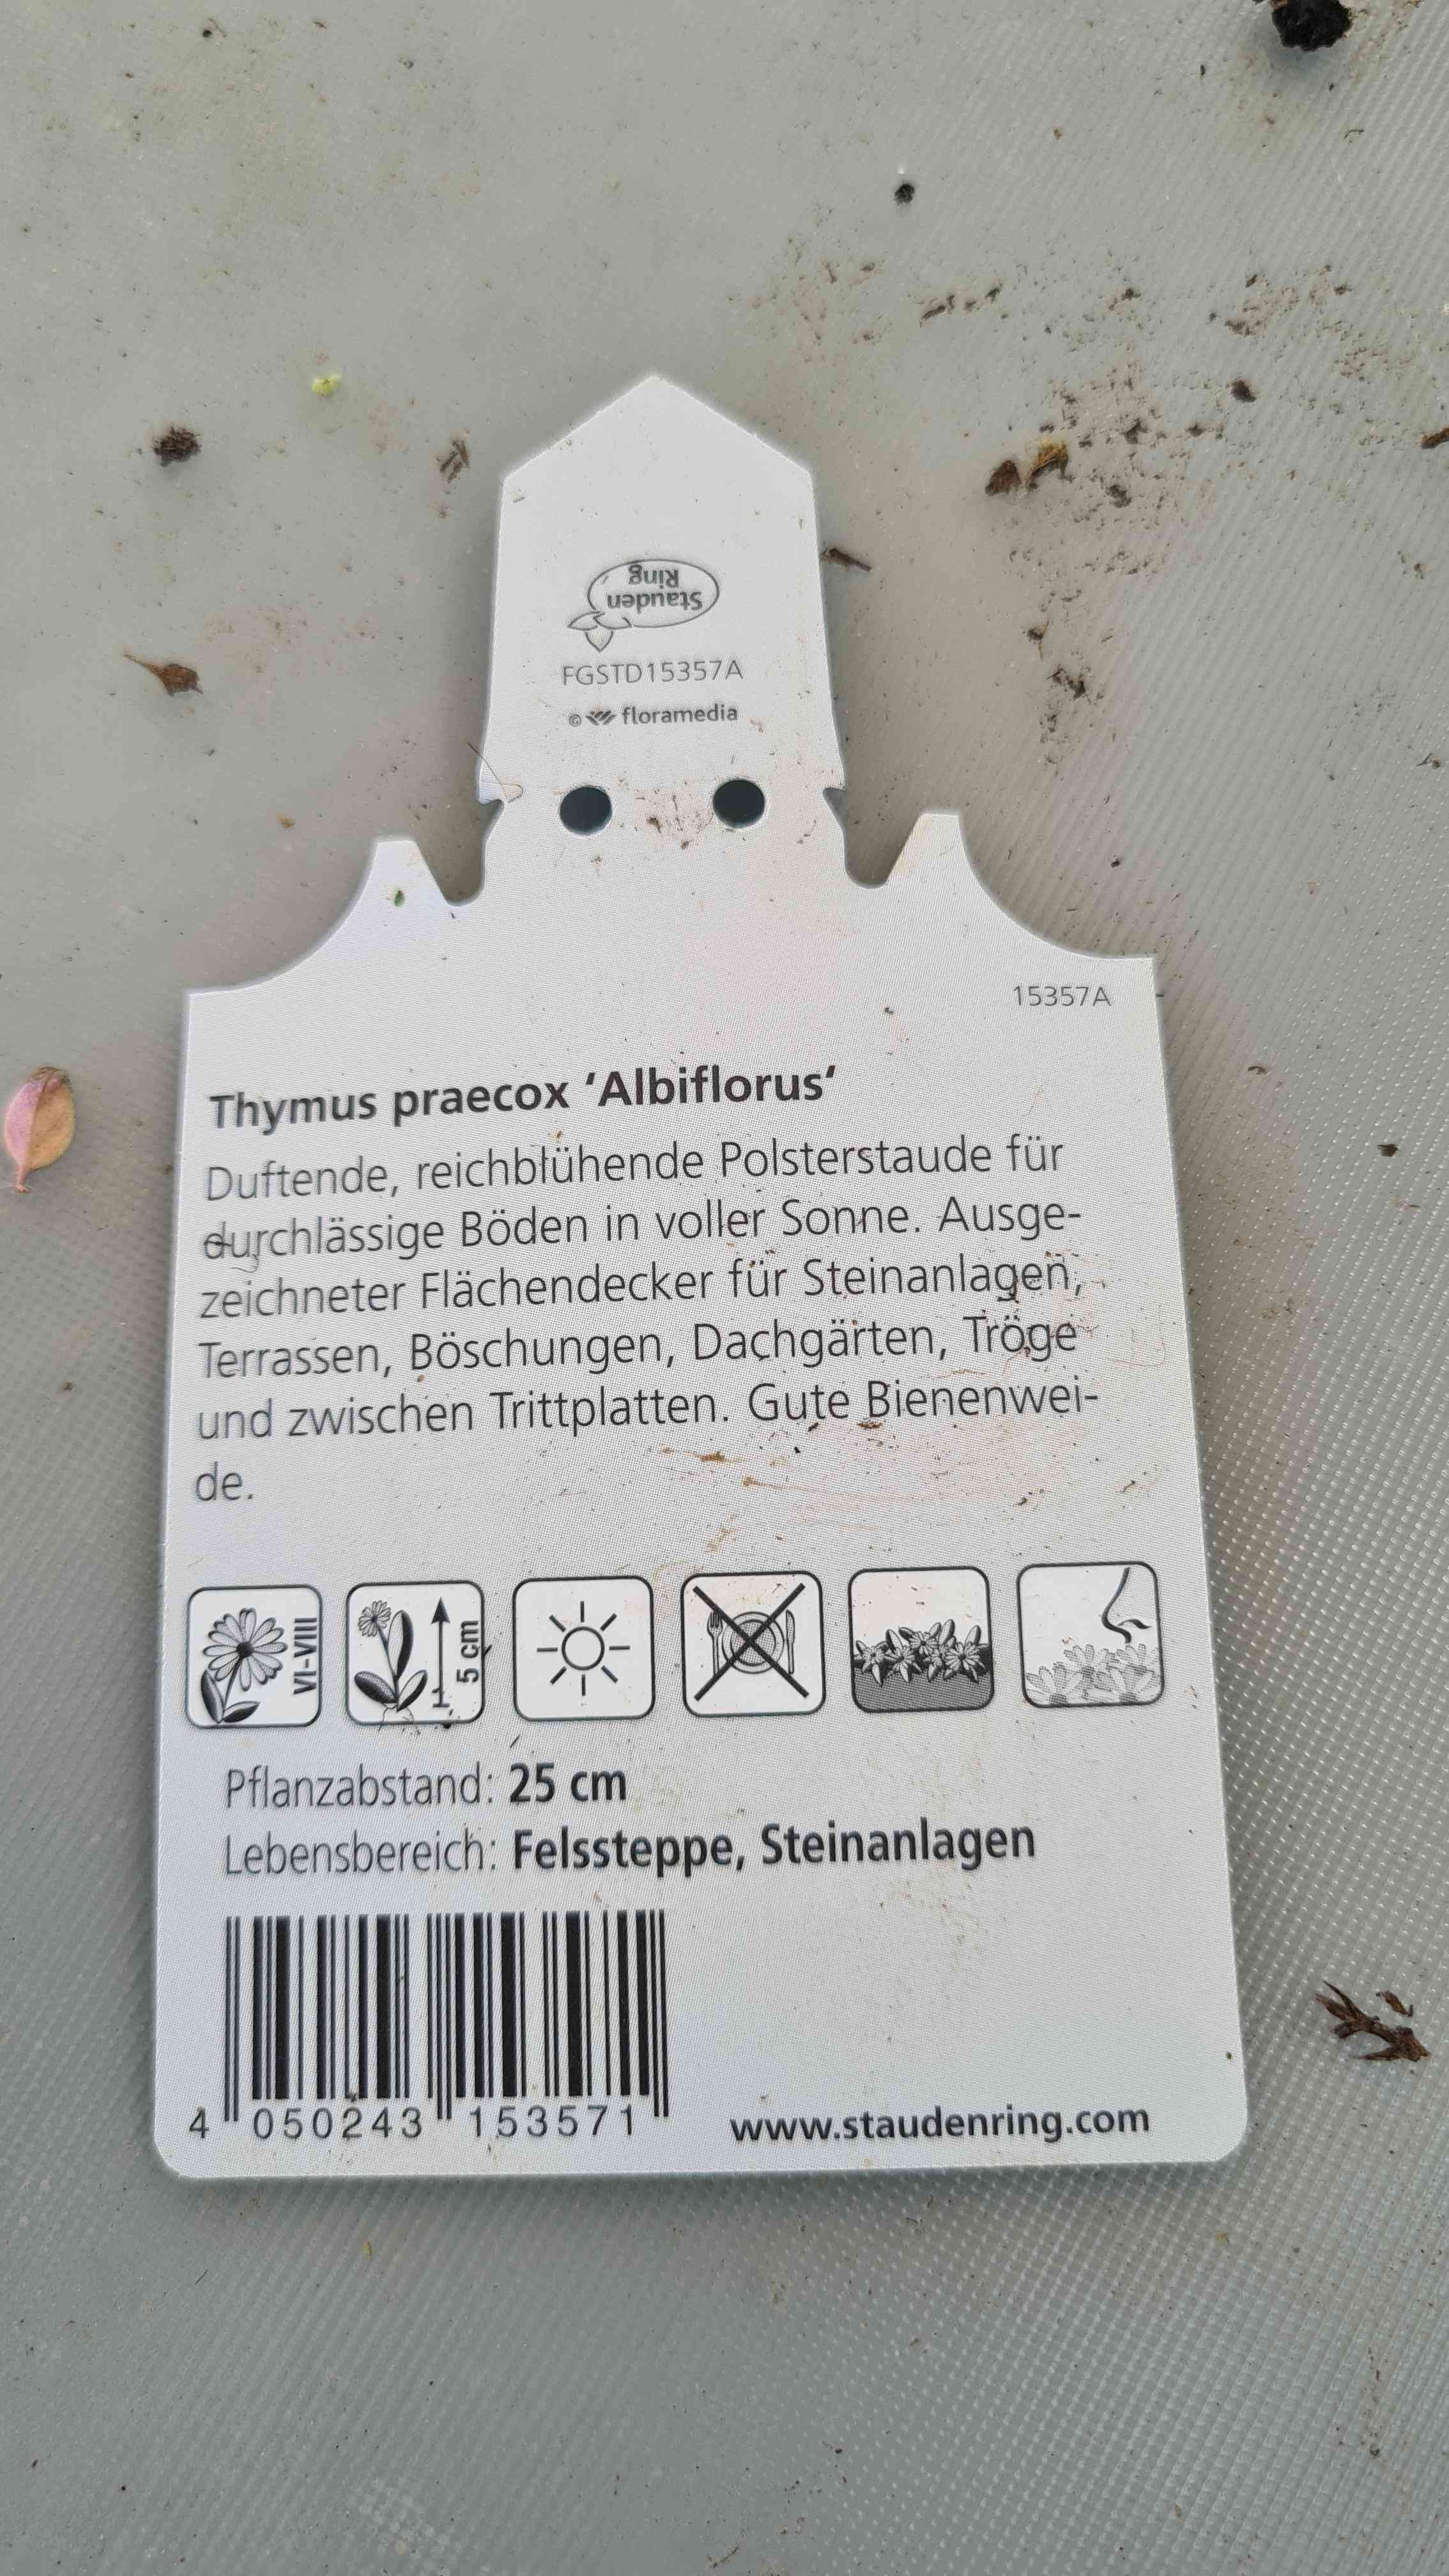 Stauden
Ring
FGSTD15357A
© floramedia
15357A
Thymus praecox ‘Albiflorus‘
Duftende, reichblühende Polsterstaude für
durchlässige Böden in voller Sonne. Ausge-
zeichneter Flächendecker für Steinanlagen,
Terrassen, Böschungen, Dachgärten, Tröge
und zwischen Trittplatten. Gute Bienenwei-
de.
VI-VIII
5 cm
Pflanzabstand: 25 cm
Lebensbereich: Felssteppe, Steinanlagen
4 050243 153571
www.staudenring.com